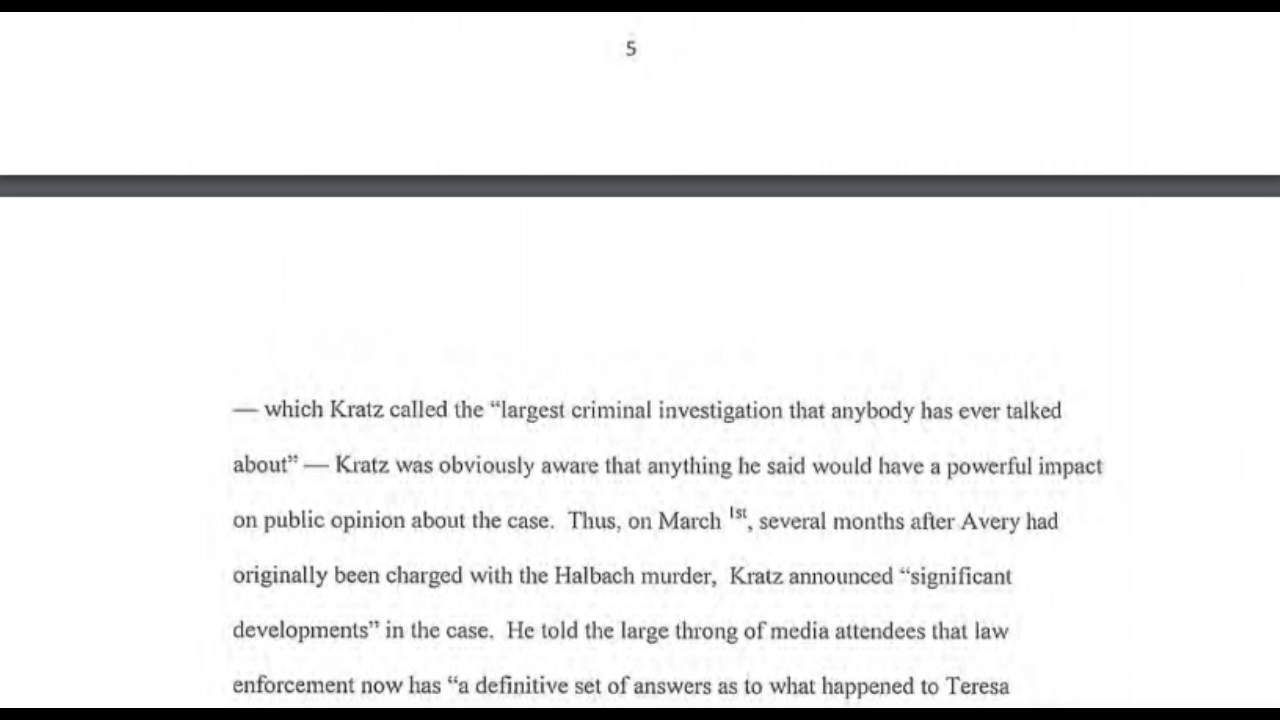 5
— which Kratz called the “largest criminal investigation that anybody has ever talked
about” — Kratz was obviously aware that anything he said would have a powerful impact
on public opinion about the case. Thus, on March 1st, several months after Avery had
originally been charged with the Halbach murder, Kratz announced “significant
developments” in the case. He told the large throng of media attendees that law
enforcement now has “a definitive set of answers as to what happened to Teresa